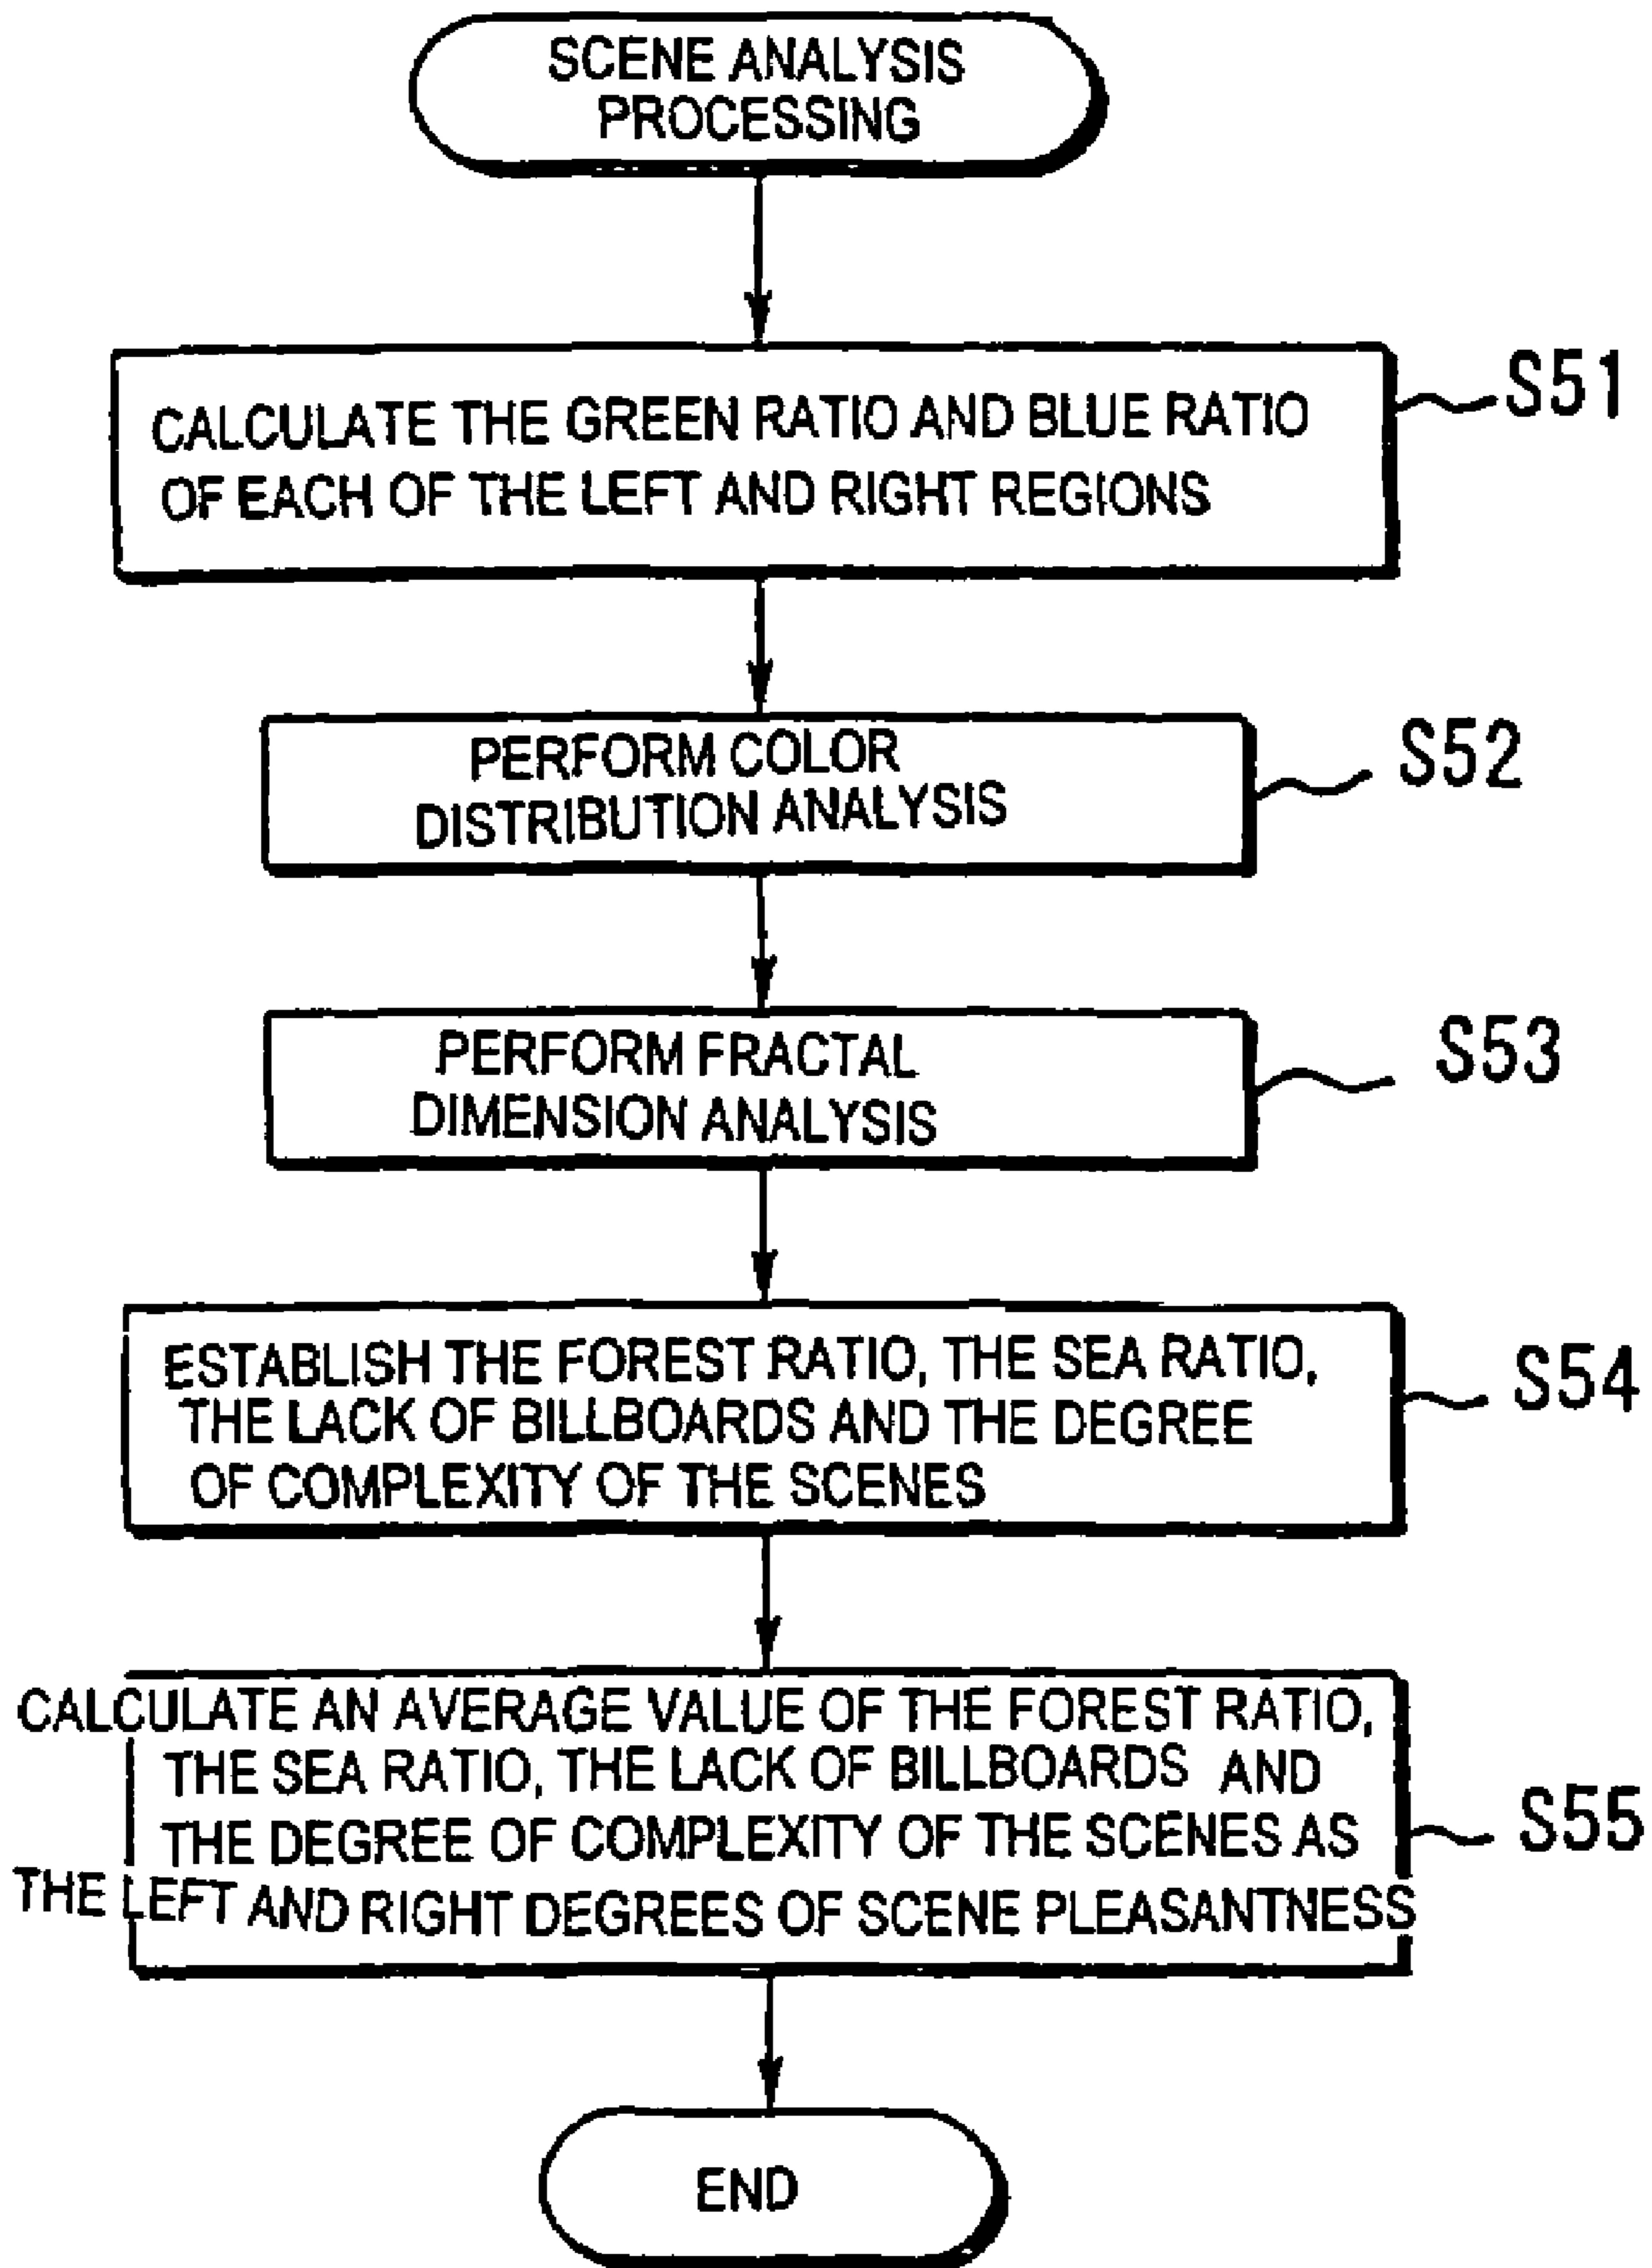 SCENE ANALYSIS
PROCESSING
CALCULATE THE GREEN RATIO AND BLUE RATIO
OF EACH OF THE LEFT AND RIGHT REGIONS
S51
PERFORM COLOR
DISTRIBUTION ANALYSIS
S52
PERFORM FRACTAL
DIMENSION ANALYSIS
S53
ESTABLISH THE FOREST RATIO, THE SEA RATIO,
THE LACK OF BILLBOARDS AND THE DEGREE
OF COMPLEXITY OF THE SCENES
S54
CALCULATE AN AVERAGE VALUE OF THE FOREST RATIO,
THE SEA RATIO, THE LACK OF BILLBOARDS AND
THE DEGREE OF COMPLEXITY OF THE SCENES AS
THE LEFT AND RIGHT DEGREES OF SCENE PLEASANTNESS
S55
END